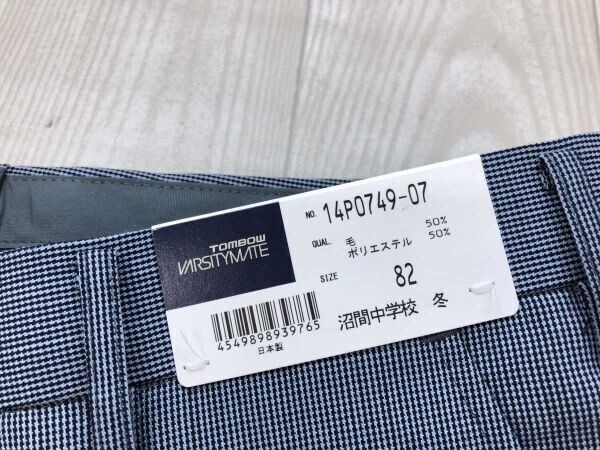 TOMBOW
VARSITYMATE
NO. 14P0749-07
QUAL. 毛 50%
ポリエステル 50%
SIZE 82
沼間中学校 冬
4549898939765
日本製